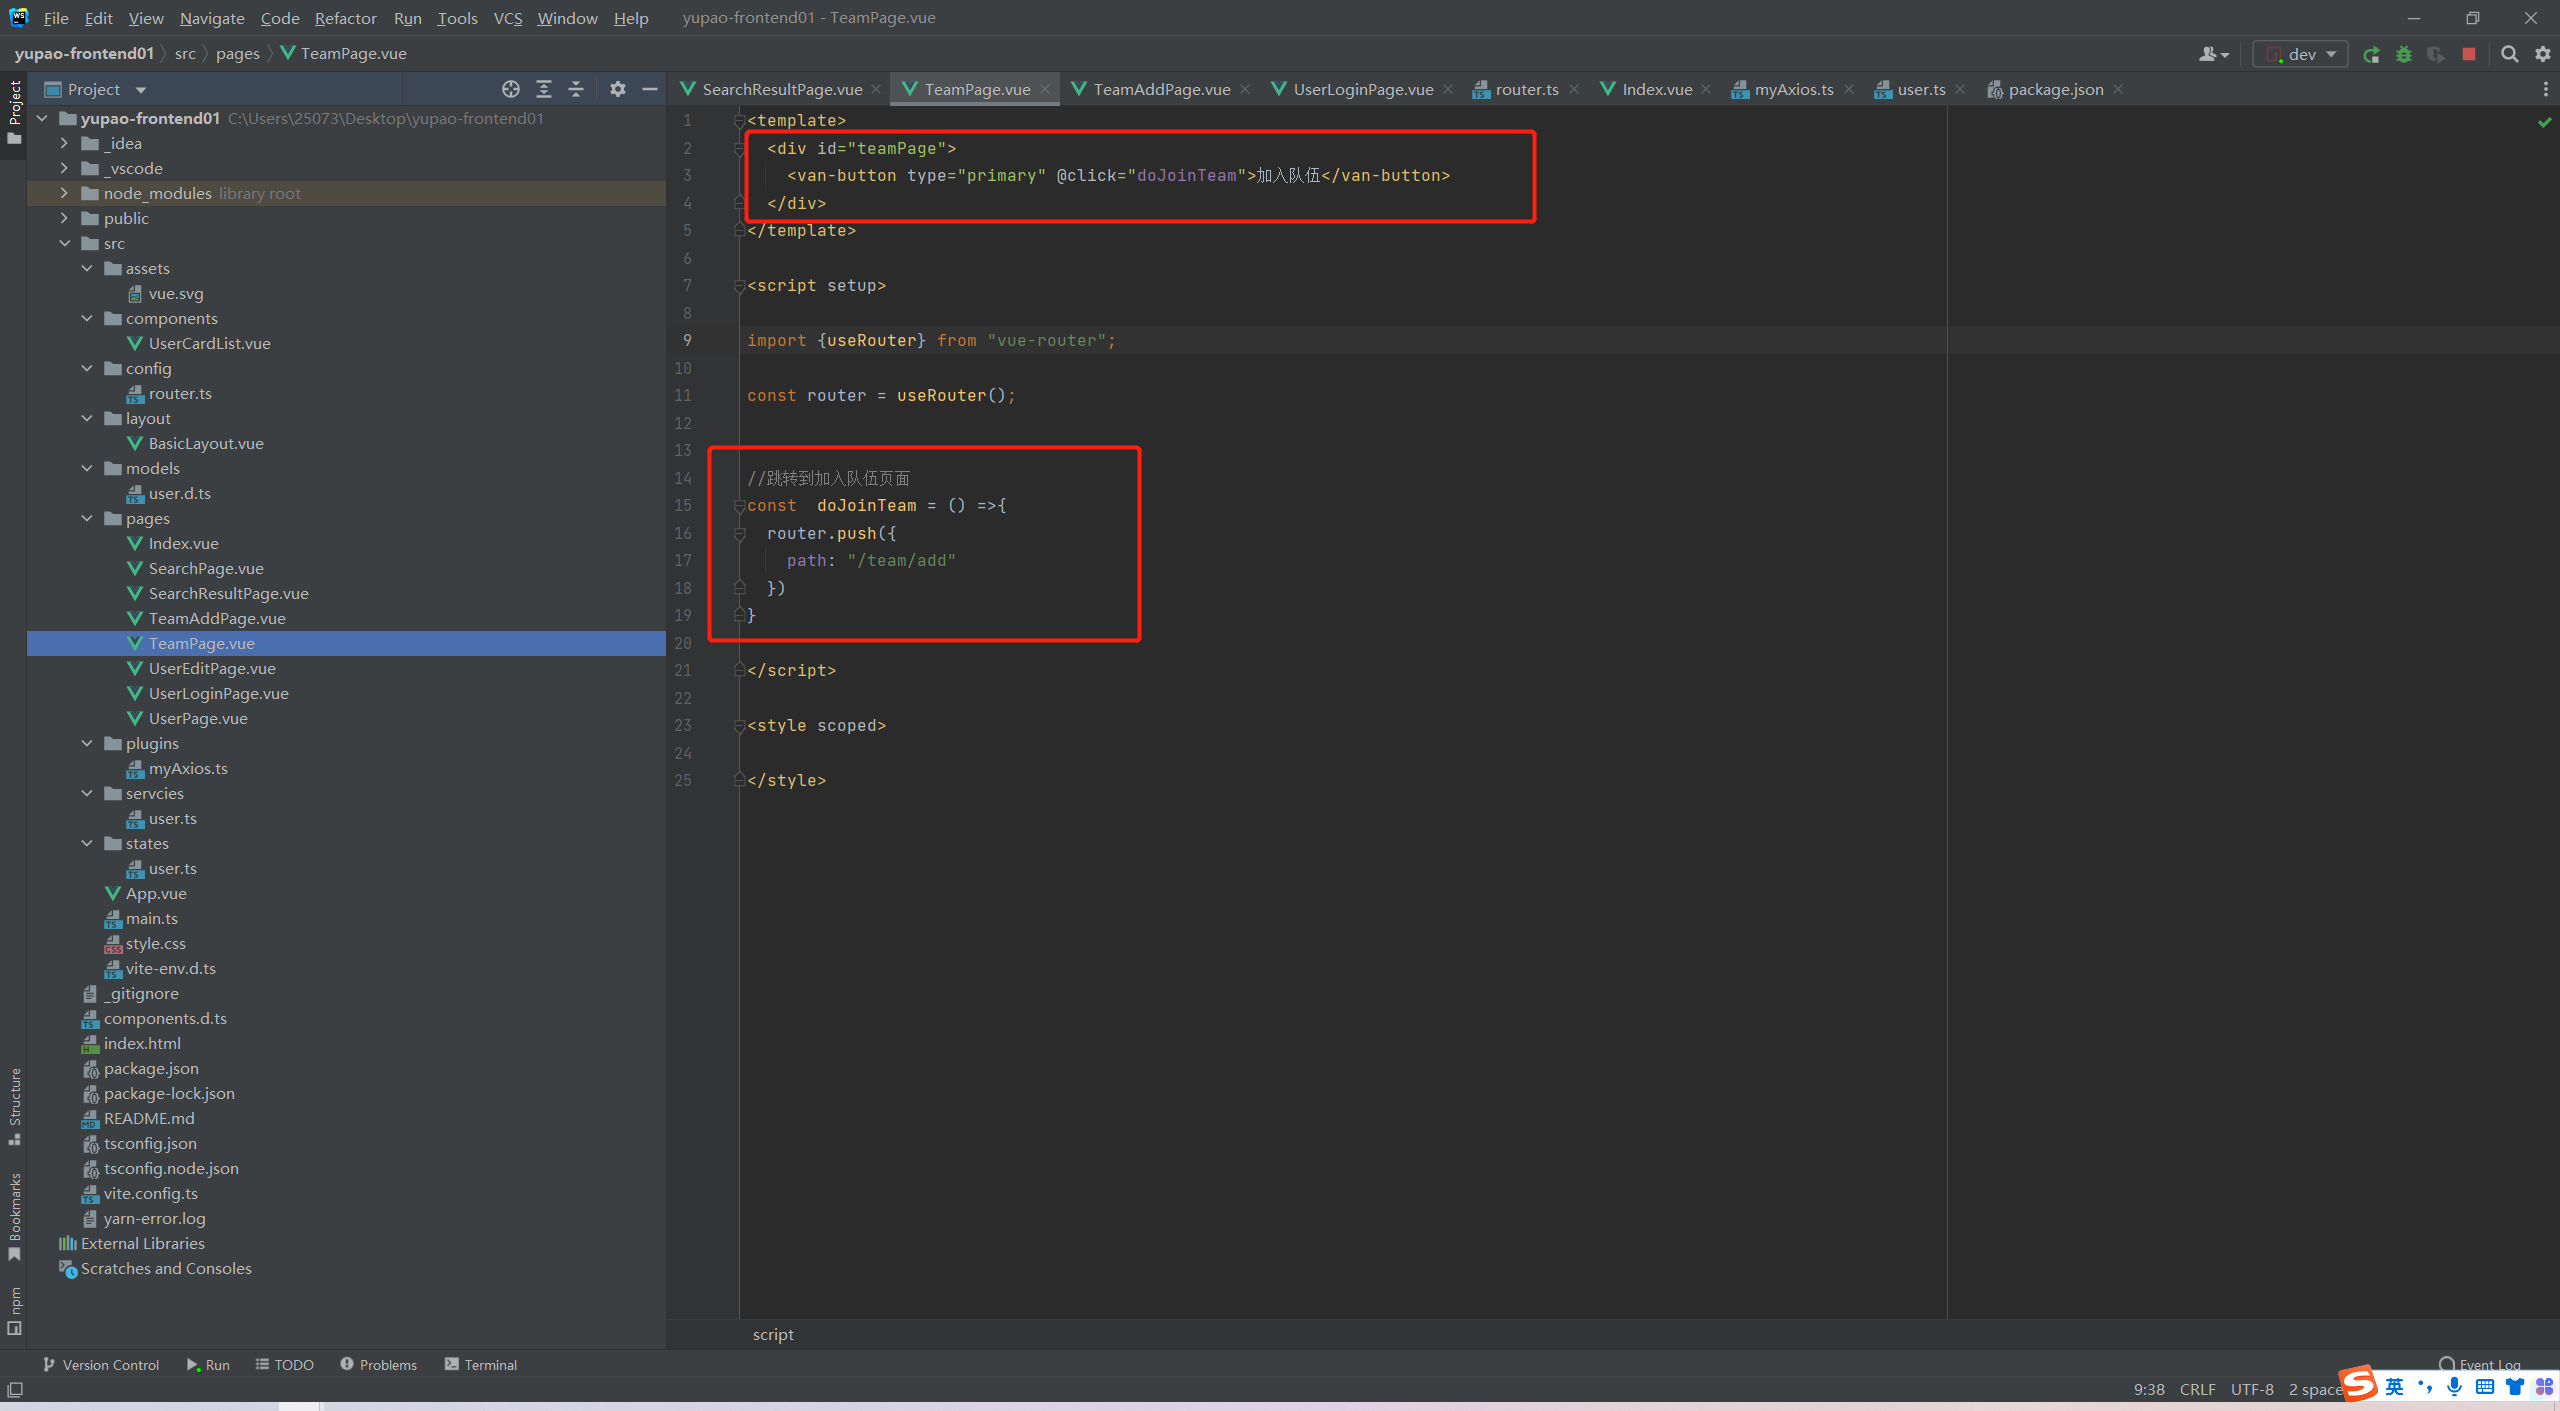 File Edit View Navigate Code Refactor Run Tools VCS Window Help yupao-frontend01 - TeamPage.vue
yupao-frontend01 src pages TeamPage.vue
dev
Project
Project
SearchResultPage.vue TeamPage.vue TeamAddPage.vue UserLoginPage.vue router.ts Index.vue myAxios.ts user.ts package.json
yupao-frontend01 C:\Users\25073\Desktop\yupao-frontend01
_idea
_vscode
node_modules library root
public
src
assets
vue.svg
components
UserCardList.vue
config
router.ts
layout
BasicLayout.vue
models
user.d.ts
pages
Index.vue
SearchPage.vue
SearchResultPage.vue
TeamAddPage.vue
TeamPage.vue
UserEditPage.vue
UserLoginPage.vue
UserPage.vue
plugins
myAxios.ts
servcies
user.ts
states
user.ts
App.vue
main.ts
style.css
vite-env.d.ts
_gitignore
components.d.ts
index.html
package.json
package-lock.json
README.md
tsconfig.json
tsconfig.node.json
vite.config.ts
yarn-error.log
External Libraries
Scratches and Consoles
Structure
Bookmarks
npm
1 <template>
2 <div id="teamPage">
3 <van-button type="primary" @click="doJoinTeam">加入队伍</van-button>
4 </div>
5 </template>
6
7 <script setup>
8
9 import {useRouter} from "vue-router";
10
11 const router = useRouter();
12
13
14 //跳转到加入队伍页面
15 const  doJoinTeam = () =>{
16 router.push({
17 path: "/team/add"
18 })
19 }
20
21 </script>
22
23 <style scoped>
24
25 </style>
script
Version Control Run TODO Problems Terminal Event Log
9:38 CRLF UTF-8 2 space
S 英